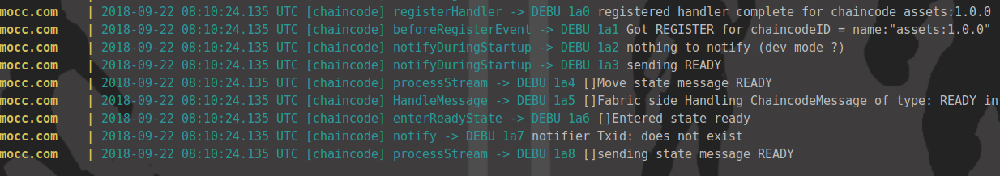 mocc.com | 2018-09-22 08:10:24.135 UTC [chaincode] registerHandler -> DEBU 1a0 registered handler complete for chaincode assets:1.0.0
mocc.com | 2018-09-22 08:10:24.135 UTC [chaincode] beforeRegisterEvent -> DEBU 1a1 Got REGISTER for chaincodeID = name:"assets:1.0.0"
mocc.com | 2018-09-22 08:10:24.135 UTC [chaincode] notifyDuringStartup -> DEBU 1a2 nothing to notify (dev mode ?)
mocc.com | 2018-09-22 08:10:24.135 UTC [chaincode] notifyDuringStartup -> DEBU 1a3 sending READY
mocc.com | 2018-09-22 08:10:24.135 UTC [chaincode] processStream -> DEBU 1a4 []Move state message READY
mocc.com | 2018-09-22 08:10:24.135 UTC [chaincode] HandleMessage -> DEBU 1a5 []Fabric side Handling ChaincodeMessage of type: READY in
mocc.com | 2018-09-22 08:10:24.135 UTC [chaincode] enterReadyState -> DEBU 1a6 []Entered state ready
mocc.com | 2018-09-22 08:10:24.135 UTC [chaincode] notify -> DEBU 1a7 notifier Txid: does not exist
mocc.com | 2018-09-22 08:10:24.135 UTC [chaincode] processStream -> DEBU 1a8 []sending state message READY